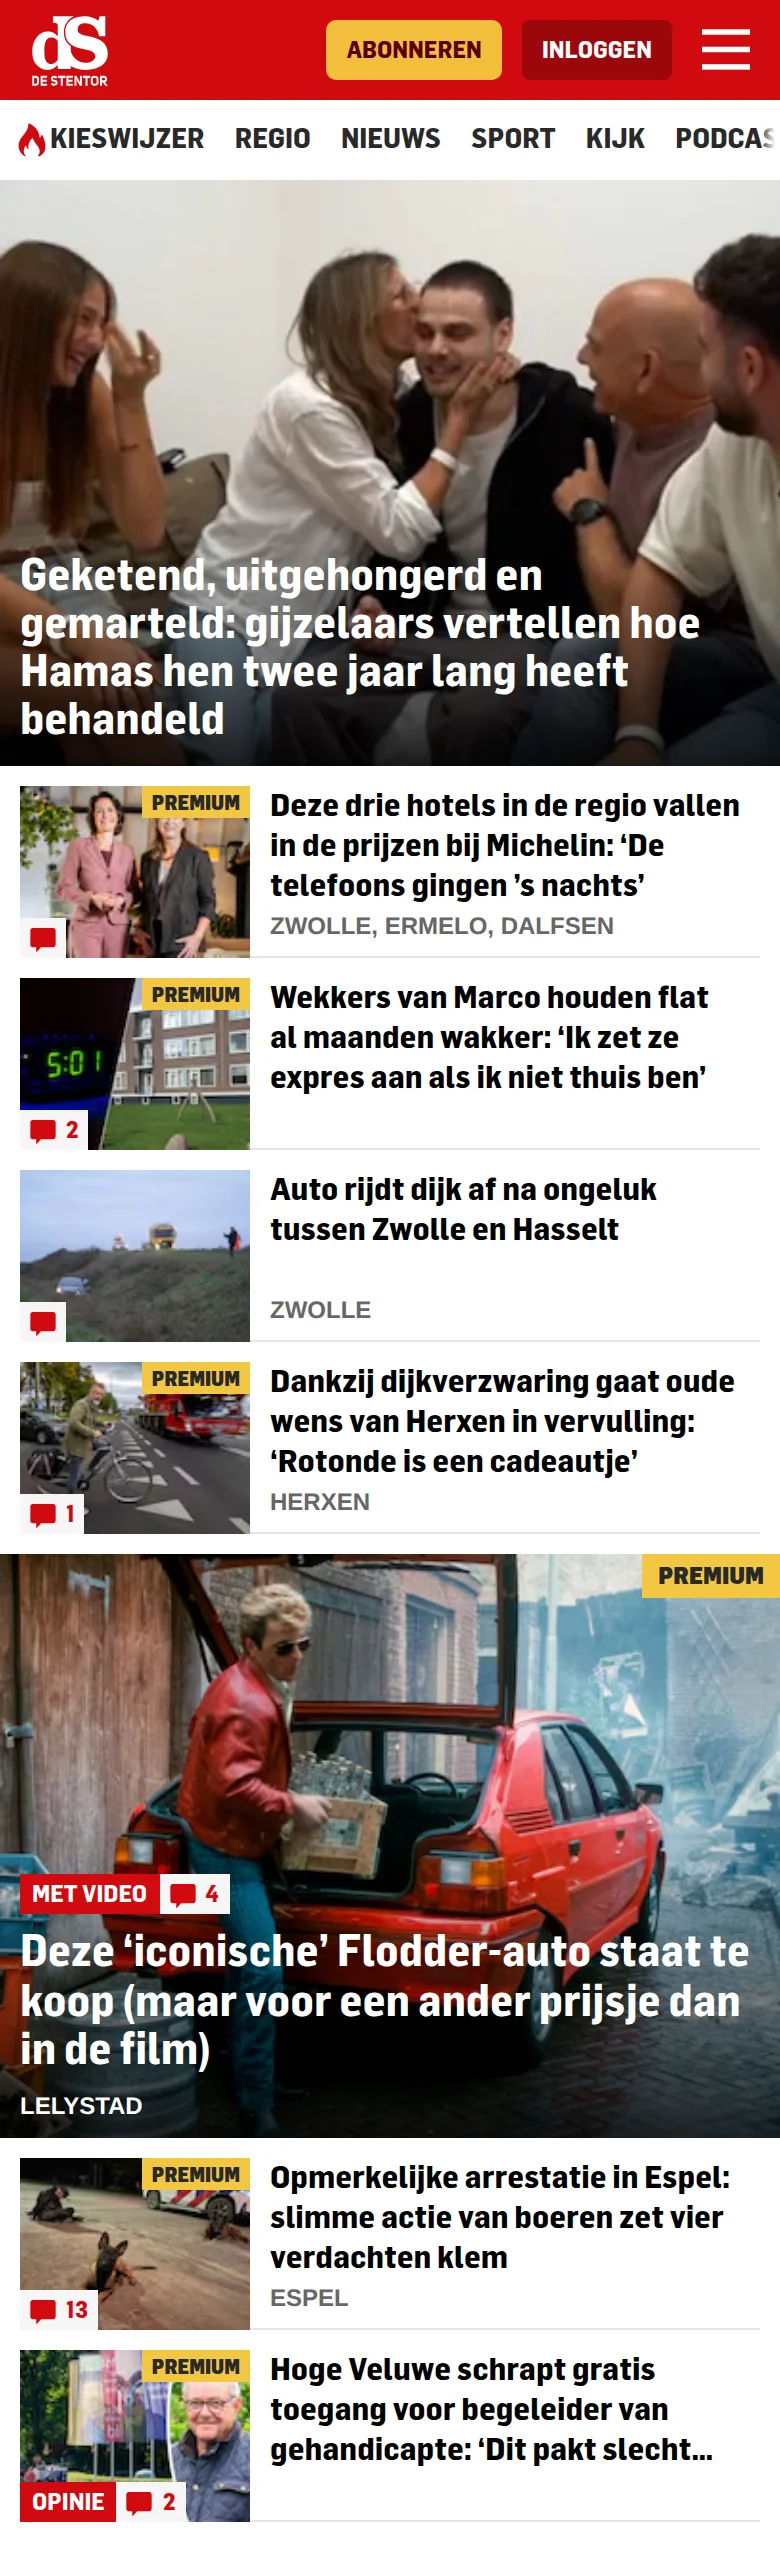 dS
DE STENTOR
ABONNEREN
INLOGGEN
KIESWIJZER REGIO NIEUWS SPORT KIJK PODCAS
Geketend, uitgehongerd en
gemarteld: gijzelaars vertellen hoe
Hamas hen twee jaar lang heeft
behandeld
PREMIUM
Deze drie hotels in de regio vallen
in de prijzen bij Michelin: ‘De
telefoons gingen ’s nachts’
ZWOLLE, ERMELO, DALFSEN
PREMIUM
5:01
2
Wekkers van Marco houden flat
al maanden wakker: ‘Ik zet ze
expres aan als ik niet thuis ben’
Auto rijdt dijk af na ongeluk
tussen Zwolle en Hasselt
ZWOLLE
PREMIUM
1
Dankzij dijkverzwaring gaat oude
wens van Herxen in vervulling:
‘Rotonde is een cadeautje’
HERXEN
PREMIUM
MET VIDEO 4
Deze ‘iconische’ Flodder-auto staat te
koop (maar voor een ander prijsje dan
in de film)
LELYSTAD
PREMIUM
13
Opmerkelijke arrestatie in Espel:
slimme actie van boeren zet vier
verdachten klem
ESPEL
PREMIUM
OPINIE 2
Hoge Veluwe schrapt gratis
toegang voor begeleider van
gehandicapte: ‘Dit pakt slecht...